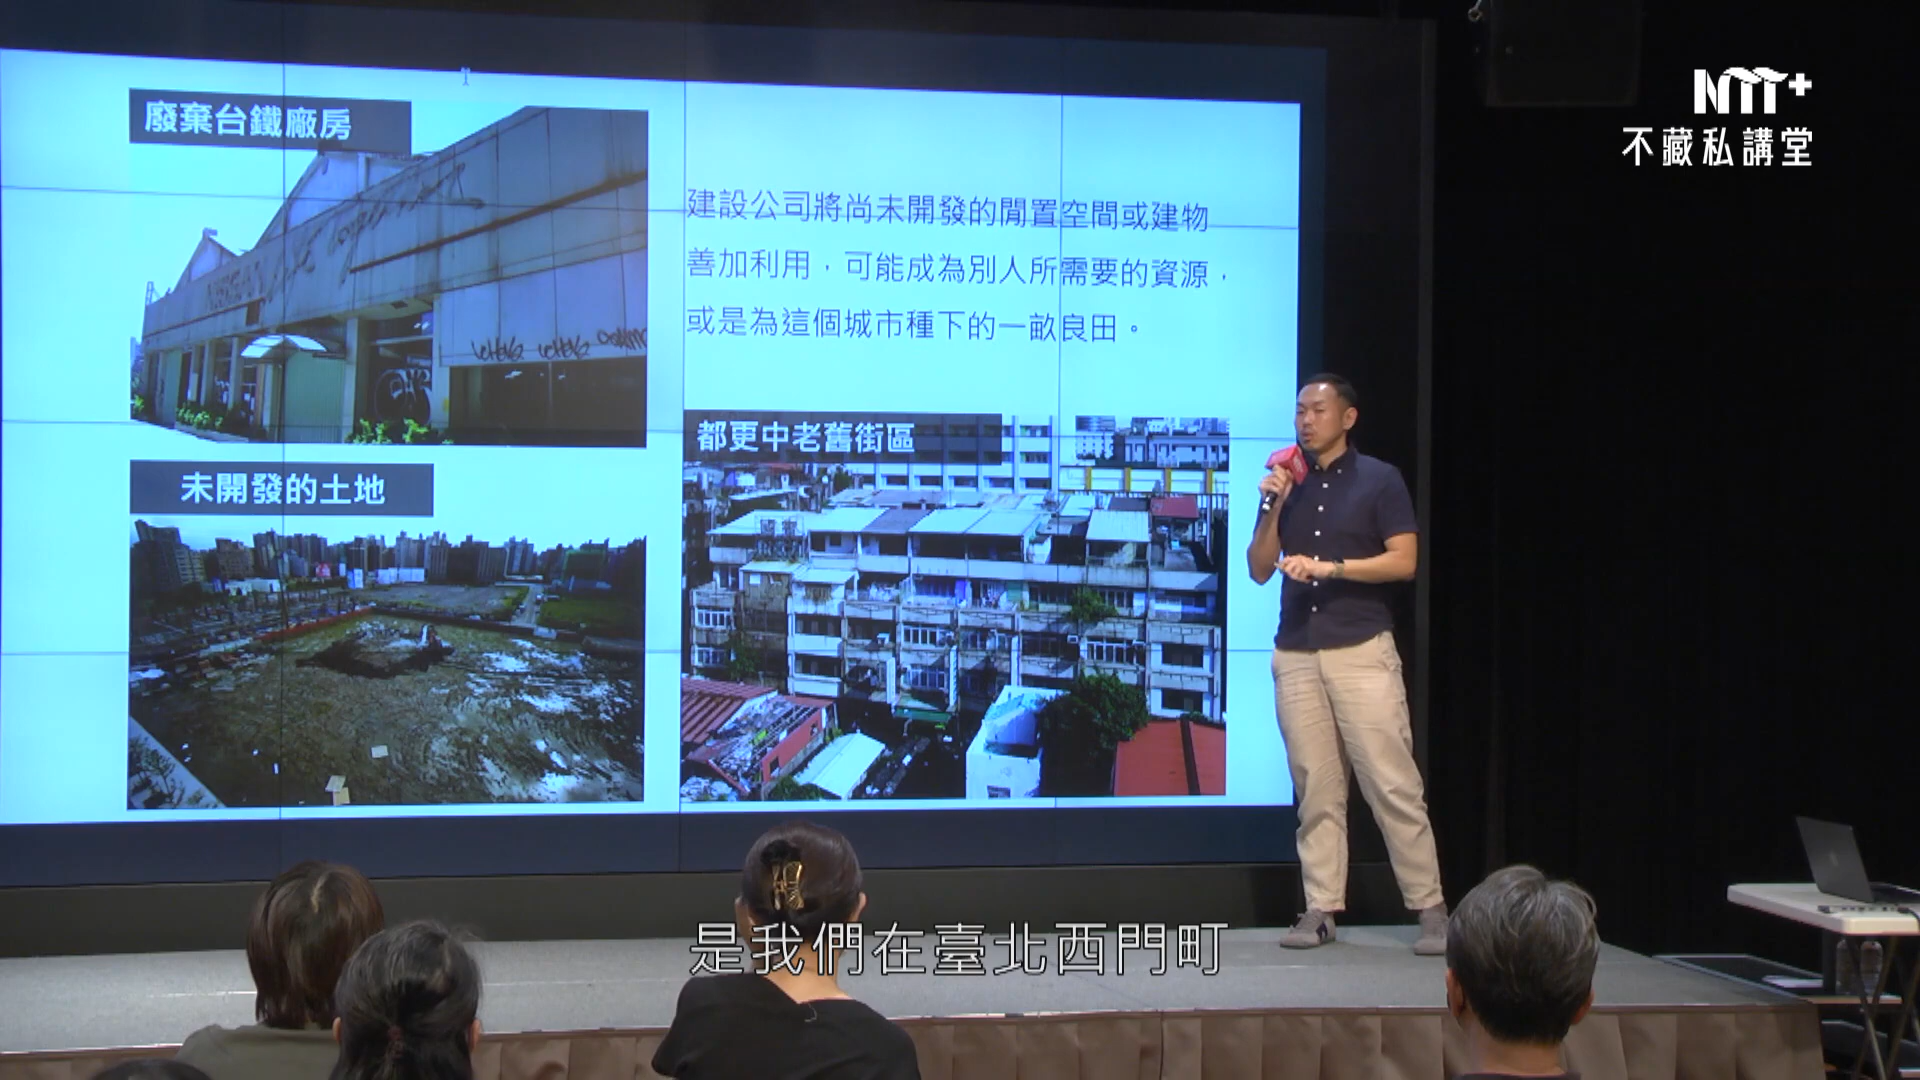 廢棄台鐵廠房
建設公司將尚未開發的閒置空間或建物
善加利用，可能成為別人所需要的資源，
或是為這個城市種下的一畝良田。
未開發的土地
都更中老舊街區
NTT+
不藏私講堂
是我們在臺北西門町